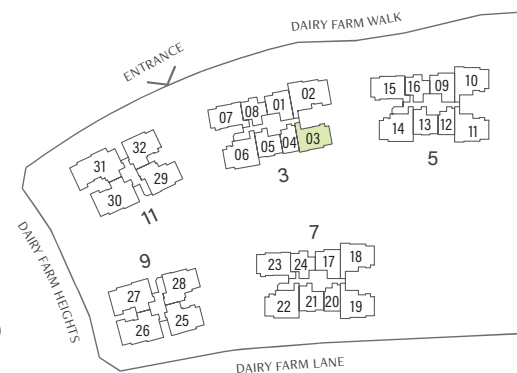 DAIRY FARM WALK
ENTRANCE
07 08 01 02
06 05 04 03
3
15 16 09 10
14 13 12 11
5
31 32
30 29
11
7
23 24 17 18
22 21 20 19
9
27 28
26 25
DAIRY FARM HEIGHTS
DAIRY FARM LANE